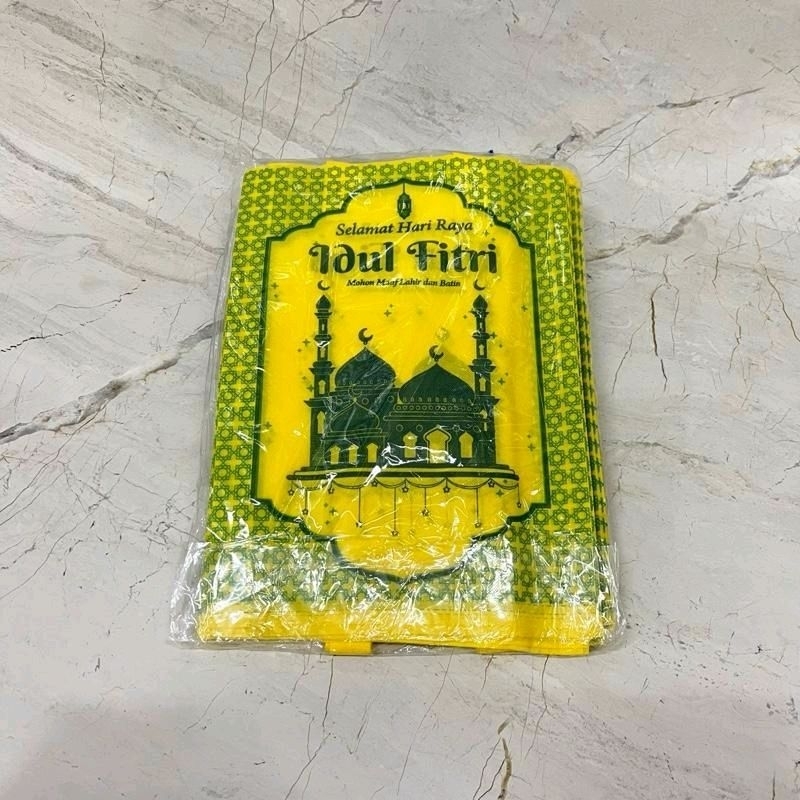 Selamat Hari Raya
Idul Fitri
Mohon Maaf Lahir dan Batin